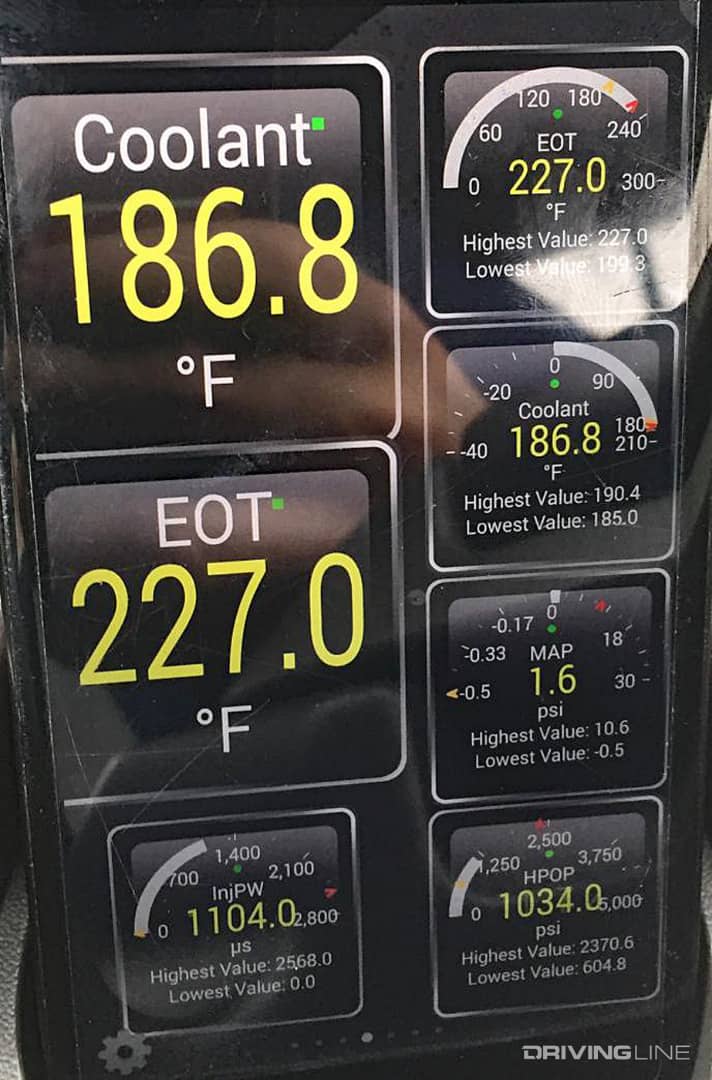 Coolant
186.8
°F
EOT
227.0
°F
120 180
60 240
EOT
0 227.0 300
°F
Highest Value: 227.0
Lowest Value: 199.3
0
-20 90
Coolant
180
-40 186.8 210
°F
Highest Value: 190.4
Lowest Value: 185.0
0
-0.17
18
-0.33 MAP
-0.5 1.6 30
psi
Highest Value: 10.6
Lowest Value: -0.5
1,400
700 2,100
InjPW
0 1104.0 2,800
µs
Highest Value: 2568.0
Lowest Value: 0.0
2,500
1,250 3,750
HPOP
0 1034.0 5,000
psi
Highest Value: 2370.6
Lowest Value: 604.8
DRIVINGLINE